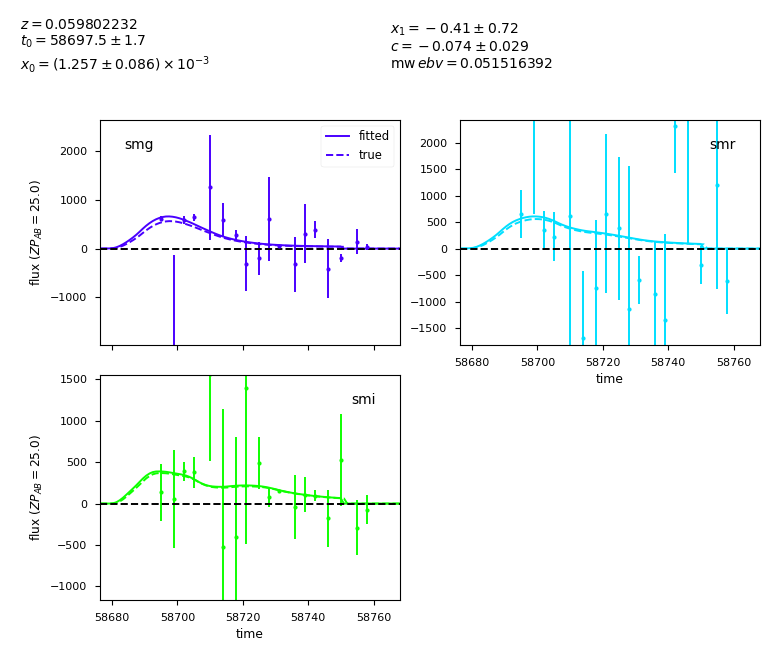 z = 0.059802232
t₀ = 58697.5 ± 1.7
x₀ = (1.257 ± 0.086) × 10⁻³
x₁ = −0.41 ± 0.72
c = −0.074 ± 0.029
mw ebv = 0.051516392
smg
fitted
true
2000
1000
0
−1000
flux (ZP_AB = 25.0)
smr
2000
1500
1000
500
0
−500
−1000
−1500
58680 58700 58720 58740 58760
time
smi
1500
1000
500
0
−500
−1000
flux (ZP_AB = 25.0)
58680 58700 58720 58740 58760
time